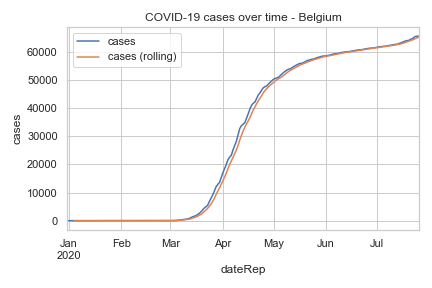 COVID-19 cases over time - Belgium
cases
cases (rolling)
60000
50000
40000
30000
20000
10000
0
cases
Jan Feb Mar Apr May Jun Jul
2020
dateRep